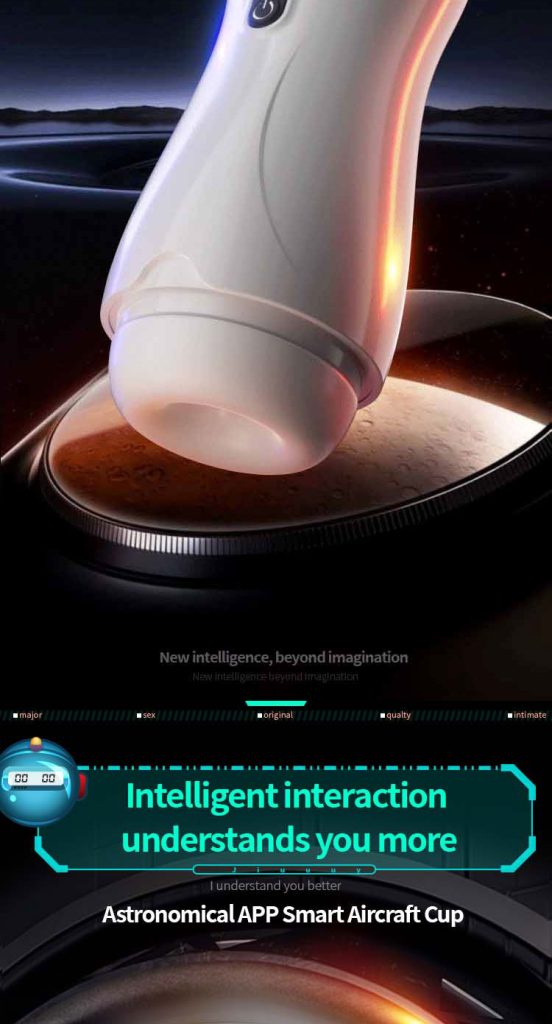 New intelligence, beyond imagination
New intelligence beyond imagination
major
sex
original
qualty
intimate
00 00
Intelligent interaction
understands you more
J i u u u y
I understand you better
Astronomical APP Smart Aircraft Cup